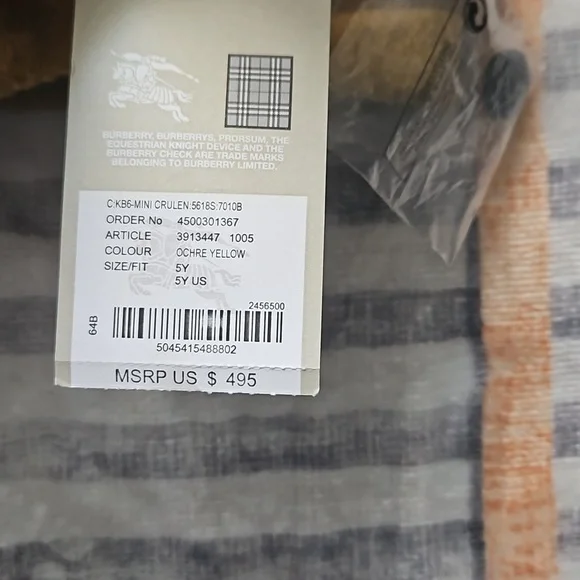 BURBERRY, BURBERRYS, PRORSUM, THE
EQUESTRIAN KNIGHT DEVICE AND THE
BURBERRY CHECK ARE TRADE MARKS
BELONGING TO BURBERRY LIMITED.
C:KB6-MINI CRULEN:5618S:7010B
ORDER No 4500301367
ARTICLE 3913447 1005
COLOUR OCHRE YELLOW
SIZE/FIT 5Y
5Y US
2456500
64B
5045415488802
MSRP US $ 495